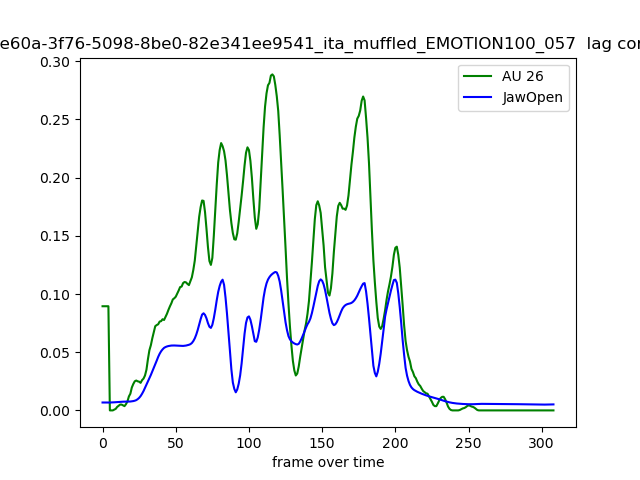 e60a-3f76-5098-8be0-82e341ee9541_ita_muffled_EMOTION100_057  lag cor
AU 26
JawOpen
0.30
0.25
0.20
0.15
0.10
0.05
0.00
0 50 100 150 200 250 300
frame over time